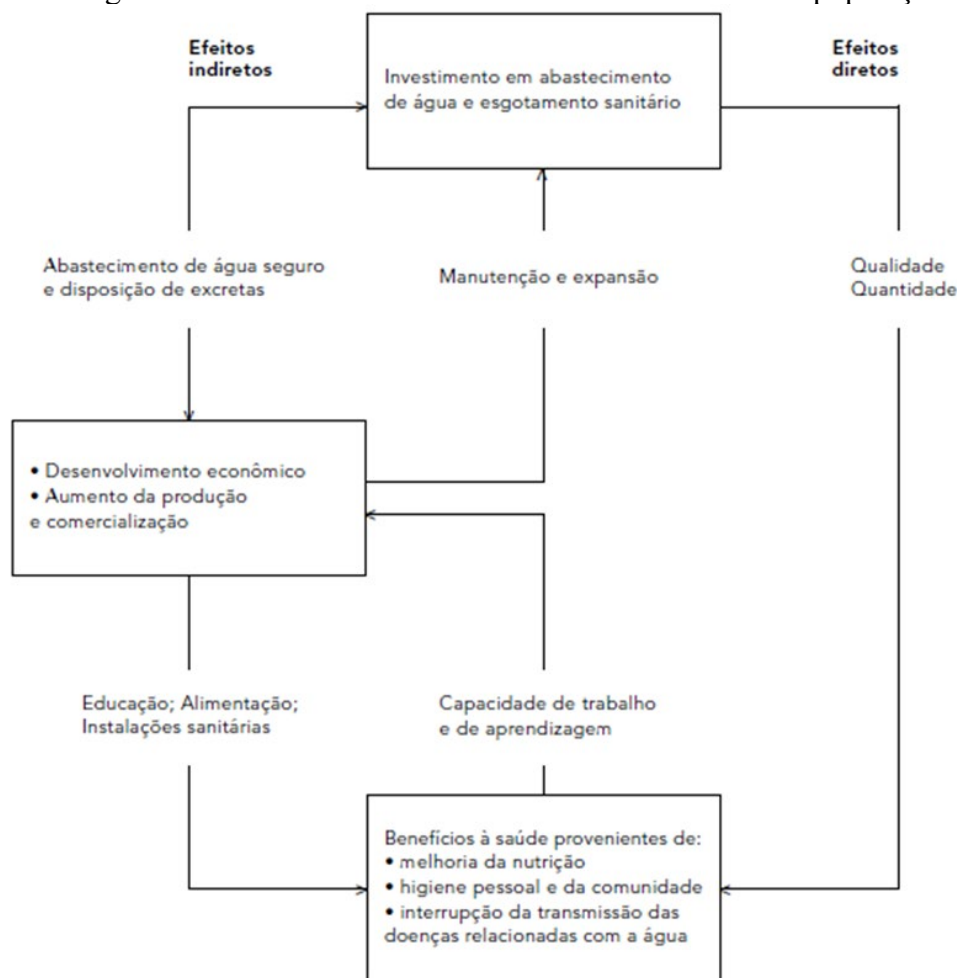 Efeitos
indiretos
Efeitos
diretos
Investimento em abastecimento
de água e esgotamento sanitário
Abastecimento de água seguro
e disposição de excretas
Manutenção e expansão
Qualidade
Quantidade
• Desenvolvimento econômico
• Aumento da produção
e comercialização
Educação; Alimentação;
Instalações sanitárias
Capacidade de trabalho
e de aprendizagem
Benefícios à saúde provenientes de:
• melhoria da nutrição
• higiene pessoal e da comunidade
• interrupção da transmissão das
doenças relacionadas com a água